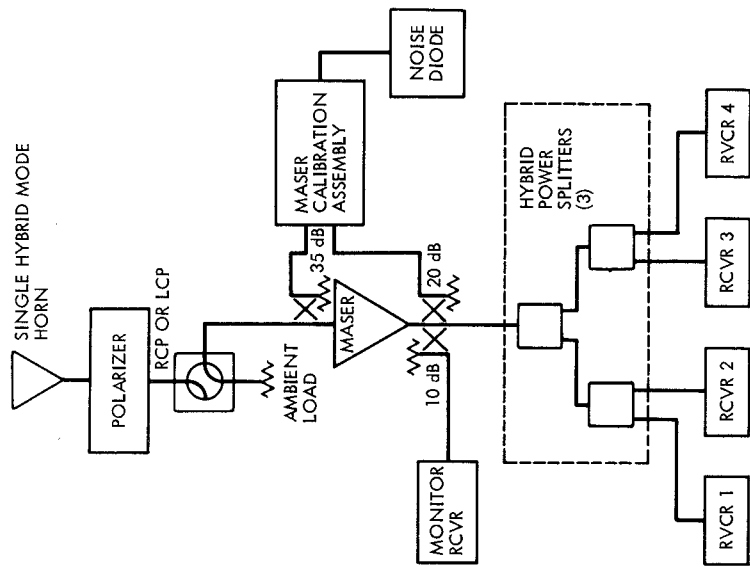 SINGLE HYBRID MODE
HORN
POLARIZER
RCP OR LCP
AMBIENT
LOAD
35 dB
MASER
CALIBRATION
ASSEMBLY
NOISE
DIODE
MASER
20 dB
10 dB
MONITOR
RCVR
HYBRID
POWER
SPLITTERS
(3)
RVCR 1
RCVR 2
RCVR 3
RVCR 4